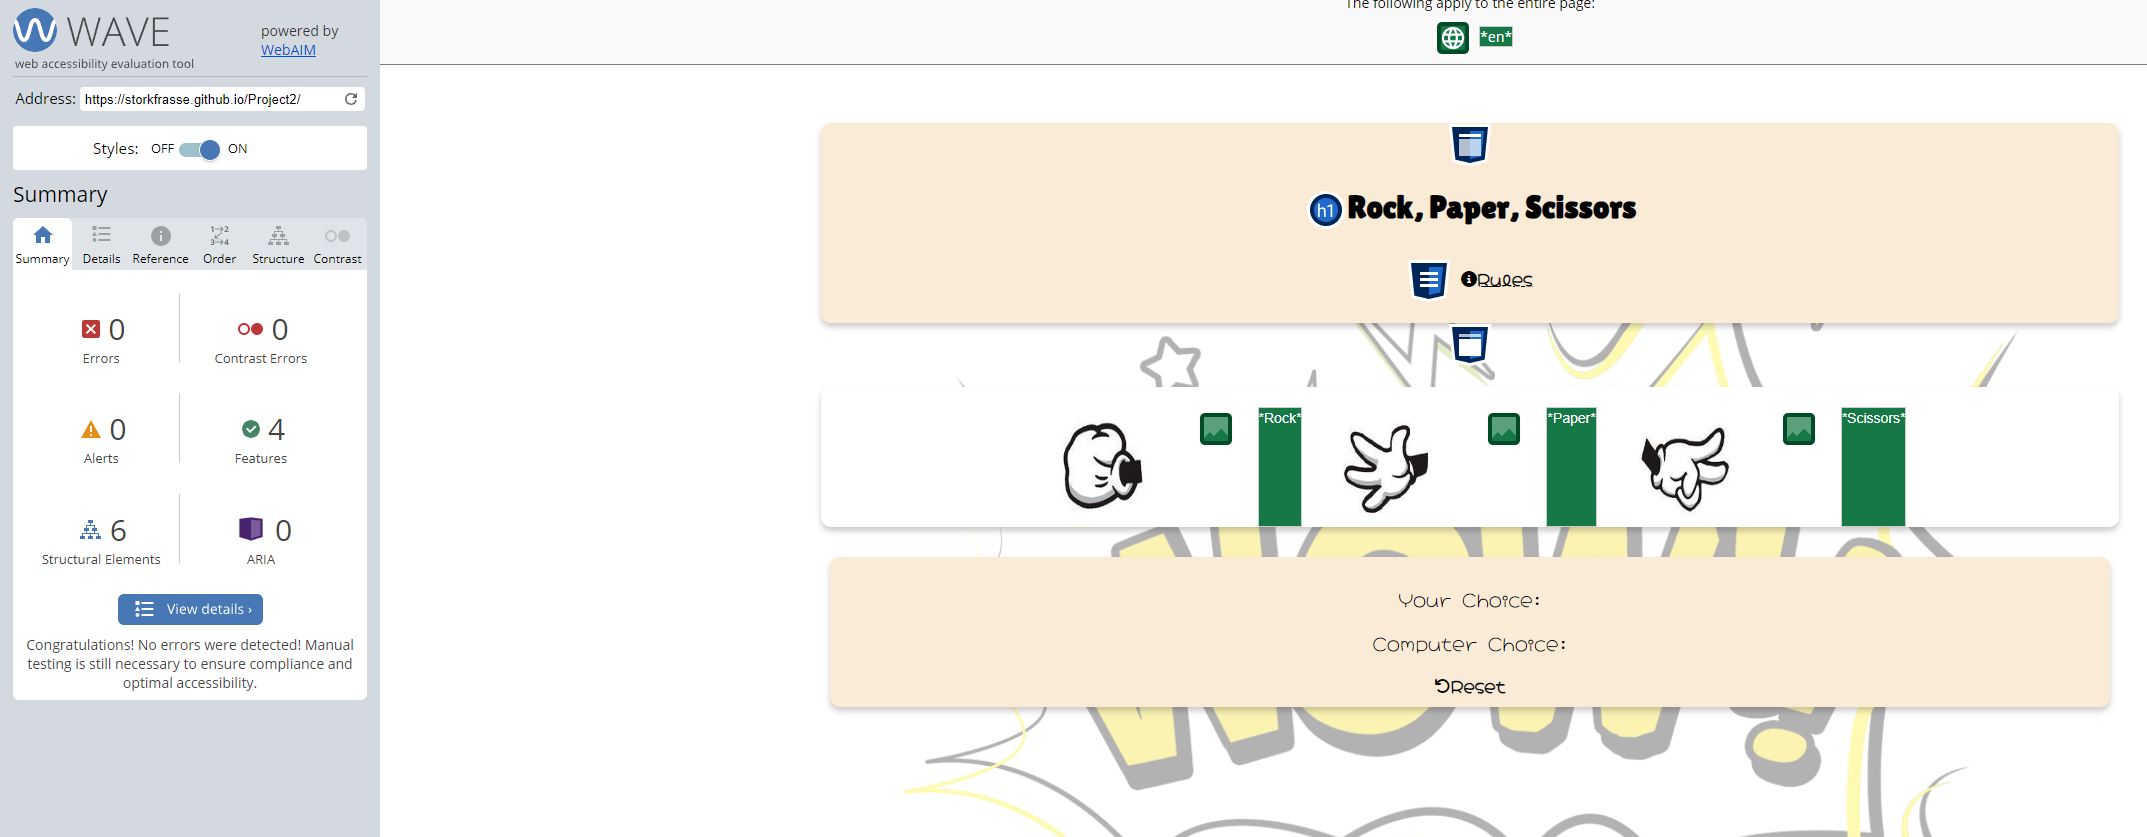 WAVE
powered by
WebAIM
web accessibility evaluation tool
Address: https://storkfrasse.github.io/Project2/
Styles: OFF ON
Summary
1→2
3→4
Summary Details Reference Order Structure Contrast
0
Errors
0
Contrast Errors
0
Alerts
4
Features
6
Structural Elements
0
ARIA
View details ›
Congratulations! No errors were detected! Manual
testing is still necessary to ensure compliance and
optimal accessibility.
The following apply to the entire page:
*en*
h1 Rock, Paper, Scissors
Rules
*Rock*
*Paper*
*Scissors*
Your Choice:
Computer Choice:
Reset